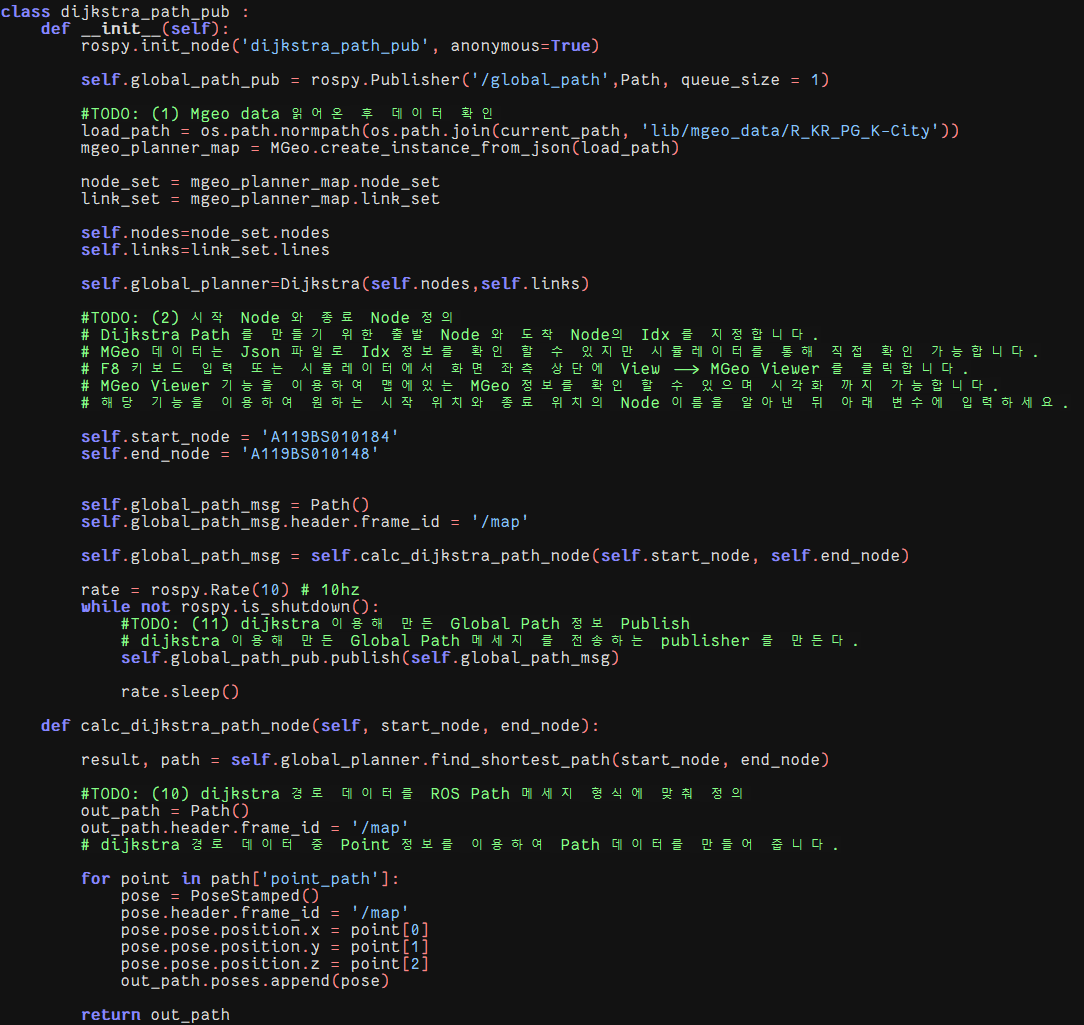 class dijkstra_path_pub :
    def __init__(self):
        rospy.init_node('dijkstra_path_pub', anonymous=True)

        self.global_path_pub = rospy.Publisher('/global_path',Path, queue_size = 1)

        #TODO: (1) Mgeo data 읽어온 후 데이터 확인
        load_path = os.path.normpath(os.path.join(current_path, 'lib/mgeo_data/R_KR_PG_K-City'))
        mgeo_planner_map = MGeo.create_instance_from_json(load_path)

        node_set = mgeo_planner_map.node_set
        link_set = mgeo_planner_map.link_set

        self.nodes=node_set.nodes
        self.links=link_set.lines

        self.global_planner=Dijkstra(self.nodes,self.links)

        #TODO: (2) 시작 Node 와 종료 Node 정의
        # Dijkstra Path 를 만들기 위한 출발 Node 와 도착 Node의 Idx 를 지정합니다.
        # MGeo 데이터는 Json 파일로 Idx 정보를 확인 할 수 있지만 시뮬레이터를 통해 직접 확인 가능합니다.
        # F8 키보드 입력 또는 시뮬레이터에서 화면 좌측 상단에 View --> MGeo Viewer 를 클릭합니다.
        # MGeo Viewer 기능을 이용하여 맵에있는 MGeo 정보를 확인 할 수 있으며 시각화 까지 가능합니다.
        # 해당 기능을 이용하여 원하는 시작 위치와 종료 위치의 Node 이름을 알아낸 뒤 아래 변수에 입력하세요.

        self.start_node = 'A119BS010184'
        self.end_node = 'A119BS010148'


        self.global_path_msg = Path()
        self.global_path_msg.header.frame_id = '/map'

        self.global_path_msg = self.calc_dijkstra_path_node(self.start_node, self.end_node)

        rate = rospy.Rate(10) # 10hz
        while not rospy.is_shutdown():
            #TODO: (11) dijkstra 이용해 만든 Global Path 정보 Publish
            # dijkstra 이용해 만든 Global Path 메세지 를 전송하는 publisher 를 만든다.
            self.global_path_pub.publish(self.global_path_msg)

            rate.sleep()

    def calc_dijkstra_path_node(self, start_node, end_node):

        result, path = self.global_planner.find_shortest_path(start_node, end_node)

        #TODO: (10) dijkstra 경로 데이터를 ROS Path 메세지 형식에 맞춰 정의
        out_path = Path()
        out_path.header.frame_id = '/map'
        # dijkstra 경로 데이터 중 Point 정보를 이용하여 Path 데이터를 만들어 줍니다.

        for point in path['point_path']:
            pose = PoseStamped()
            pose.header.frame_id = '/map'
            pose.pose.position.x = point[0]
            pose.pose.position.y = point[1]
            pose.pose.position.z = point[2]
            out_path.poses.append(pose)

        return out_path